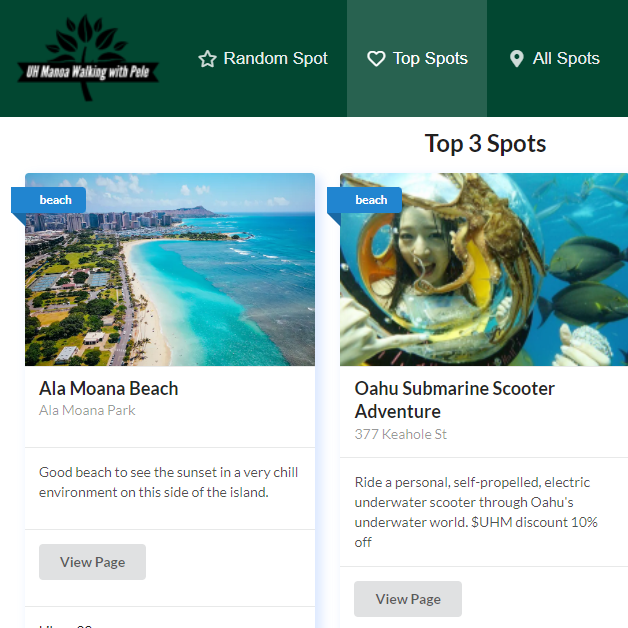 UH Manoa Walking with Pele
Random Spot
Top Spots
All Spots
Top 3 Spots
beach
Ala Moana Beach
Ala Moana Park
Good beach to see the sunset in a very chill
environment on this side of the island.
View Page
beach
Oahu Submarine Scooter
Adventure
377 Keahole St
Ride a personal, self-propelled, electric
underwater scooter through Oahu's
underwater world. $UHM discount 10%
off
View Page